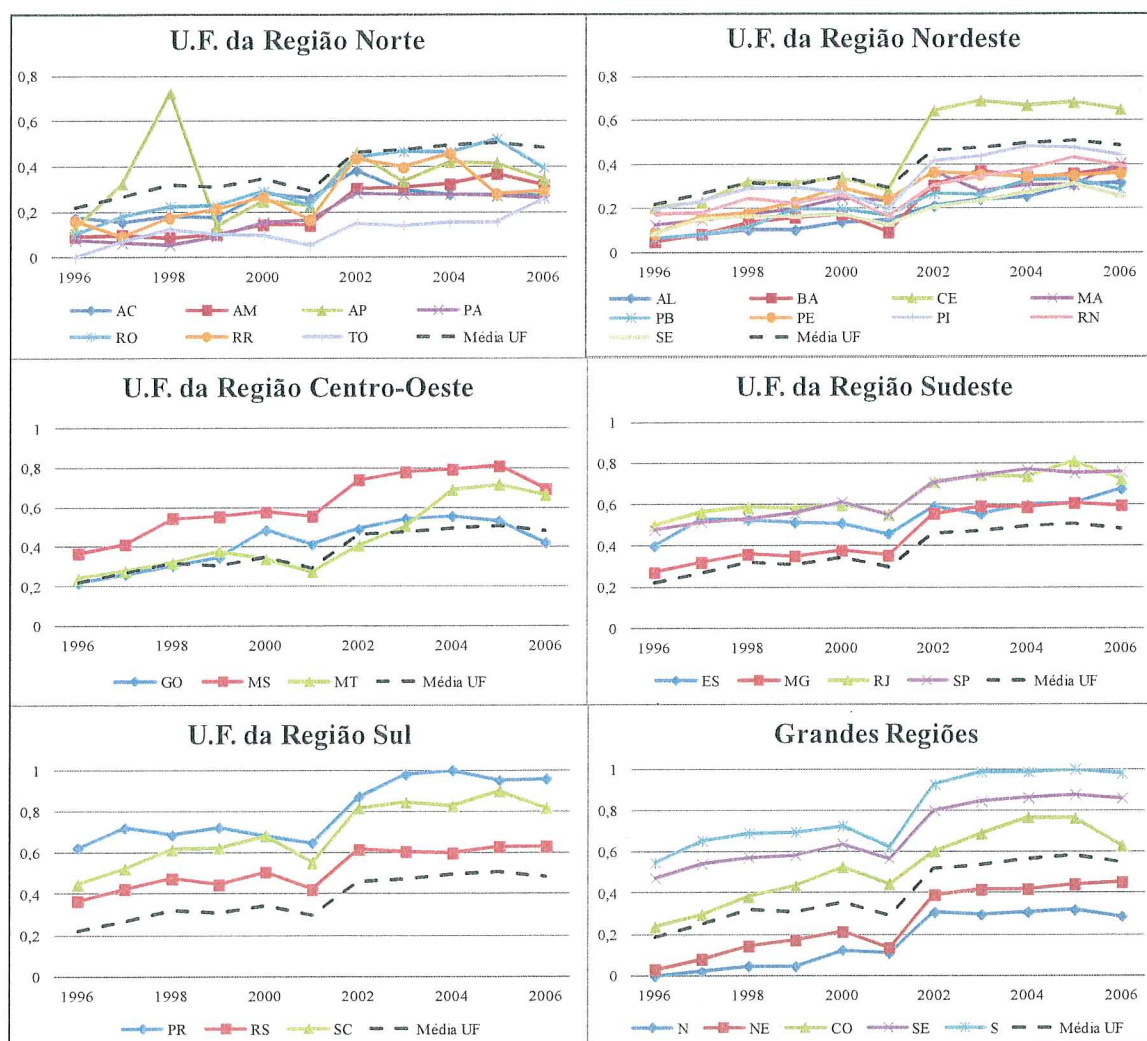 U.F. da Região Norte
0,8
0,6
0,4
0,2
0
1996 1998 2000 2002 2004 2006
AC AM AP PA
RO RR TO Média UF
U.F. da Região Nordeste
0,8
0,7
0,6
0,5
0,4
0,3
0,2
0,1
0
1996 1998 2000 2002 2004 2006
AL BA CE MA
PB PE PI RN
SE Média UF
U.F. da Região Centro-Oeste
1
0,8
0,6
0,4
0,2
0
1996 1998 2000 2002 2004 2006
GO MS MT Média UF
U.F. da Região Sudeste
1
0,8
0,6
0,4
0,2
0
1996 1998 2000 2002 2004 2006
ES MG RJ SP Média UF
U.F. da Região Sul
1
0,8
0,6
0,4
0,2
0
1996 1998 2000 2002 2004 2006
PR RS SC Média UF
Grandes Regiões
1
0,8
0,6
0,4
0,2
0
1996 1998 2000 2002 2004 2006
N NE CO SE S Média UF